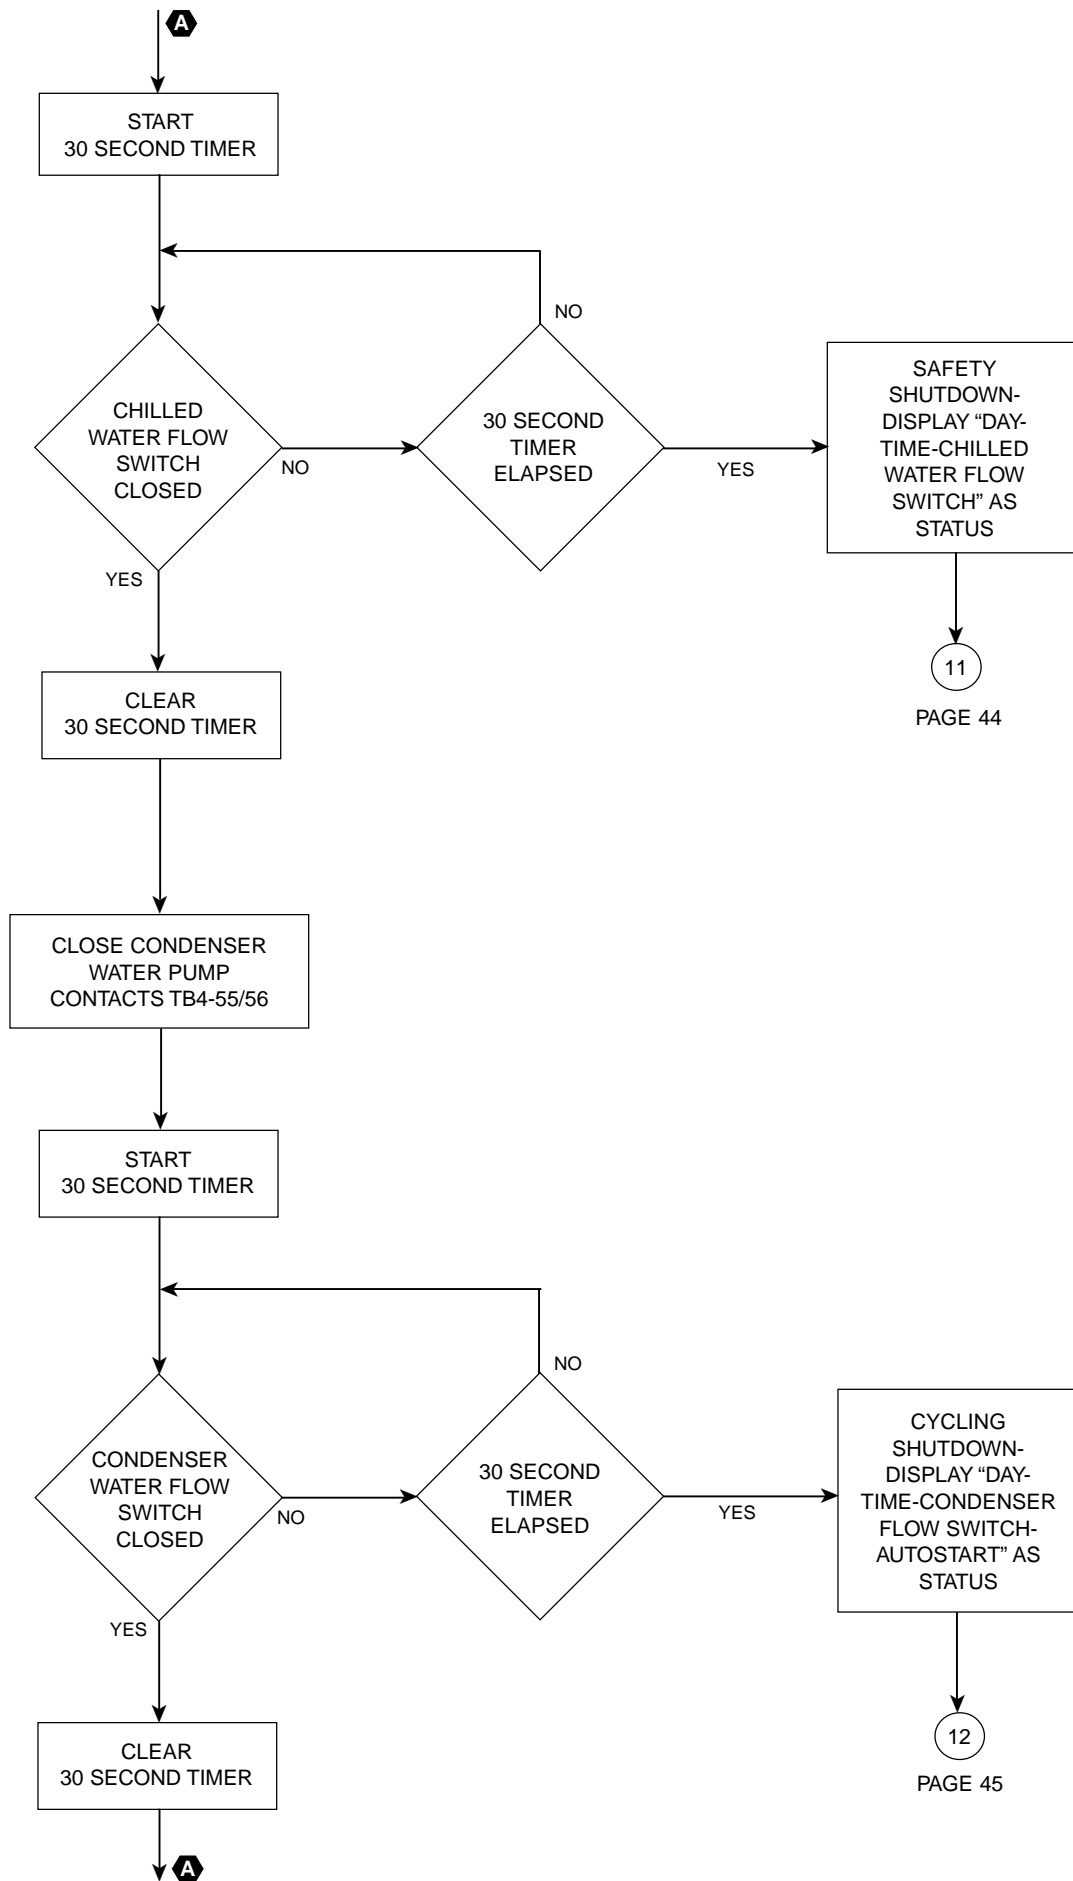 A
START
30 SECOND TIMER
NO
CHILLED
WATER FLOW
SWITCH
CLOSED
NO
30 SECOND
TIMER
ELAPSED
YES
SAFETY
SHUTDOWN-
DISPLAY “DAY-
TIME-CHILLED
WATER FLOW
SWITCH” AS
STATUS
YES
11
PAGE 44
CLEAR
30 SECOND TIMER
CLOSE CONDENSER
WATER PUMP
CONTACTS TB4-55/56
START
30 SECOND TIMER
NO
CONDENSER
WATER FLOW
SWITCH
CLOSED
NO
30 SECOND
TIMER
ELAPSED
YES
CYCLING
SHUTDOWN-
DISPLAY “DAY-
TIME-CONDENSER
FLOW SWITCH-
AUTOSTART” AS
STATUS
YES
12
PAGE 45
CLEAR
30 SECOND TIMER
A